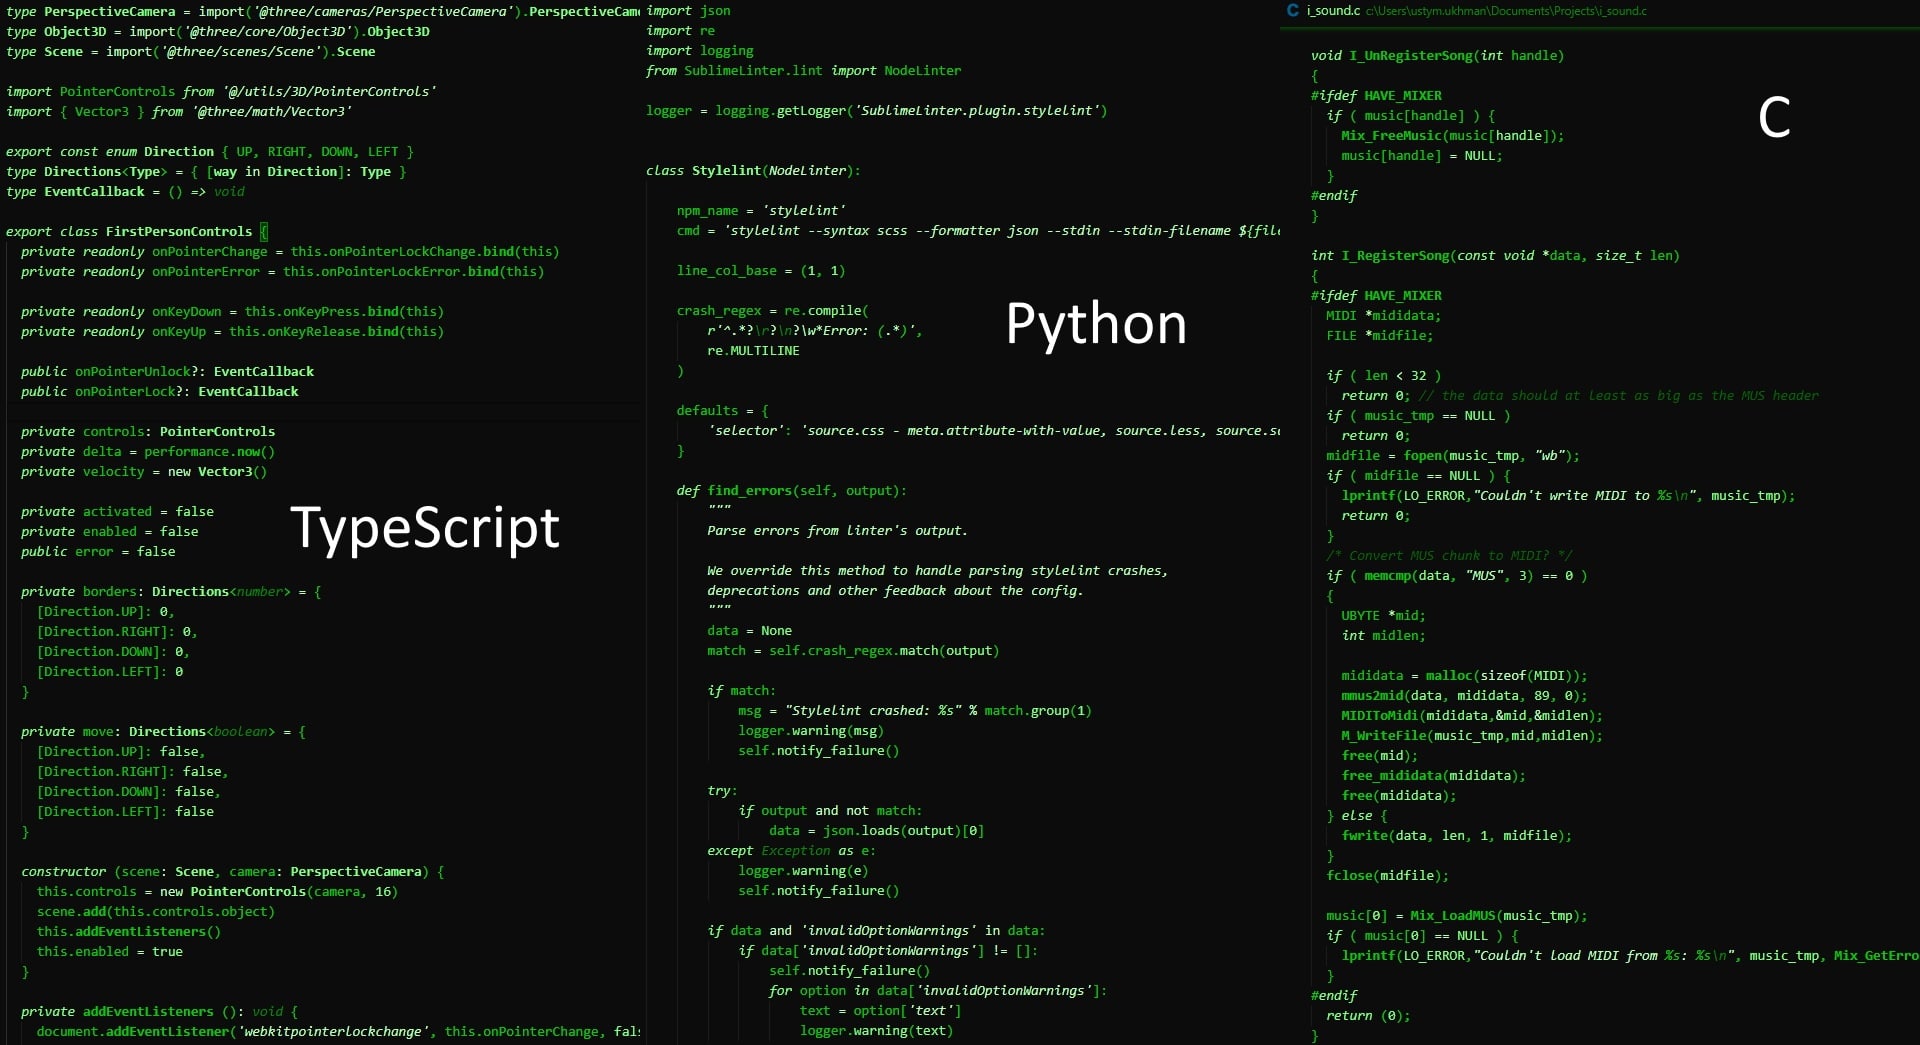 type PerspectiveCamera = import('@three/cameras/PerspectiveCamera').PerspectiveCame
type Object3D = import('@three/core/Object3D').Object3D
type Scene = import('@three/scenes/Scene').Scene
import PointerControls from '@/utils/3D/PointerControls'
import { Vector3 } from '@three/math/Vector3'
export const enum Direction { UP, RIGHT, DOWN, LEFT }
type Directions<Type> = { [way in Direction]: Type }
type EventCallback = () => void
export class FirstPersonControls {
private readonly onPointerChange = this.onPointerLockChange.bind(this)
private readonly onPointerError = this.onPointerLockError.bind(this)
private readonly onKeyDown = this.onKeyPress.bind(this)
private readonly onKeyUp = this.onKeyRelease.bind(this)
public onPointerUnlock?: EventCallback
public onPointerLock?: EventCallback
private controls: PointerControls
private delta = performance.now()
private velocity = new Vector3()
private activated = false
private enabled = false
public error = false
TypeScript
private borders: Directions<number> = {
[Direction.UP]: 0,
[Direction.RIGHT]: 0,
[Direction.DOWN]: 0,
[Direction.LEFT]: 0
}
private move: Directions<boolean> = {
[Direction.UP]: false,
[Direction.RIGHT]: false,
[Direction.DOWN]: false,
[Direction.LEFT]: false
}
constructor (scene: Scene, camera: PerspectiveCamera) {
this.controls = new PointerControls(camera, 16)
scene.add(this.controls.object)
this.addEventListeners()
this.enabled = true
}
private addEventListeners (): void {
document.addEventListener('webkitpointerlockchange', this.onPointerChange, fals
import json
import re
import logging
from SublimeLinter.lint import NodeLinter
logger = logging.getLogger('SublimeLinter.plugin.stylelint')
class Stylelint(NodeLinter):
npm_name = 'stylelint'
cmd = 'stylelint --syntax scss --formatter json --stdin --stdin-filename ${file
line_col_base = (1, 1)
crash_regex = re.compile(
r'^.*?\r?\n?\w*Error: (.*)',
re.MULTILINE
)
Python
defaults = {
'selector': 'source.css - meta.attribute-with-value, source.less, source.sc
}
def find_errors(self, output):
"""
Parse errors from linter's output.
We override this method to handle parsing stylelint crashes,
deprecations and other feedback about the config.
"""
data = None
match = self.crash_regex.match(output)
if match:
msg = "Stylelint crashed: %s" % match.group(1)
logger.warning(msg)
self.notify_failure()
try:
if output and not match:
data = json.loads(output)[0]
except Exception as e:
logger.warning(e)
self.notify_failure()
if data and 'invalidOptionWarnings' in data:
if data['invalidOptionWarnings'] != []:
self.notify_failure()
for option in data['invalidOptionWarnings']:
text = option['text']
logger.warning(text)
C i_sound.c c:\Users\ustym.ukhman\Documents\Projects\i_sound.c
void I_UnRegisterSong(int handle)
{
#ifdef HAVE_MIXER
if ( music[handle] ) {
Mix_FreeMusic(music[handle]);
music[handle] = NULL;
}
#endif
}
C
int I_RegisterSong(const void *data, size_t len)
{
#ifdef HAVE_MIXER
MIDI *mididata;
FILE *midfile;
if ( len < 32 )
return 0; // the data should at least as big as the MUS header
if ( music_tmp == NULL )
return 0;
midfile = fopen(music_tmp, "wb");
if ( midfile == NULL ) {
lprintf(LO_ERROR,"Couldn't write MIDI to %s\n", music_tmp);
return 0;
}
/* Convert MUS chunk to MIDI? */
if ( memcmp(data, "MUS", 3) == 0 )
{
UBYTE *mid;
int midlen;
mididata = malloc(sizeof(MIDI));
mmus2mid(data, mididata, 89, 0);
MIDIToMidi(mididata,&mid,&midlen);
M_WriteFile(music_tmp,mid,midlen);
free(mid);
free_mididata(mididata);
free(mididata);
} else {
fwrite(data, len, 1, midfile);
}
fclose(midfile);
music[0] = Mix_LoadMUS(music_tmp);
if ( music[0] == NULL ) {
lprintf(LO_ERROR,"Couldn't load MIDI from %s: %s\n", music_tmp, Mix_GetErro
}
#endif
return (0);
}